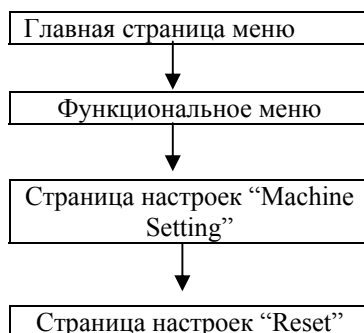 Главная страница меню
Функциональное меню
Страница настроек “Machine
Setting”
Страница настроек “Reset”